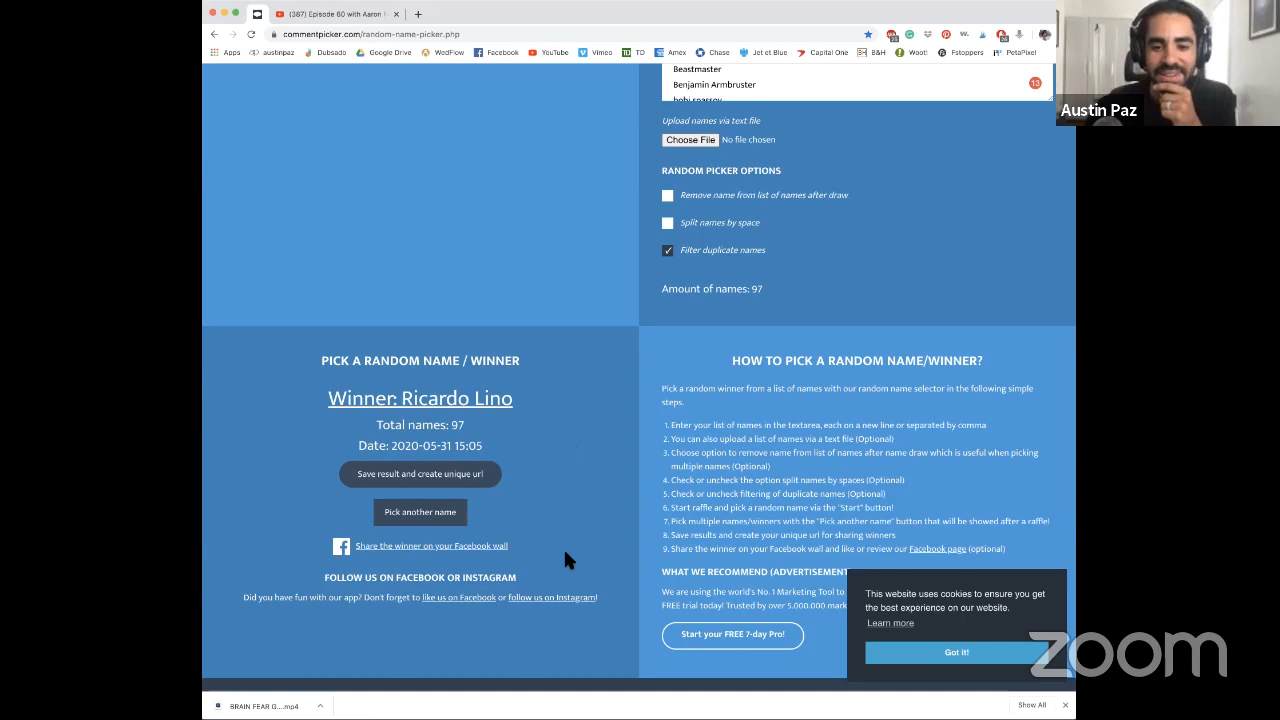 (387) Episode 60 with Aaron
commentpicker.com/random-name-picker.php
Apps austinpaz Dubsado Google Drive WedFlow Facebook YouTube Vimeo TD Amex Chase Jet et Blue Capital One B&H Woot! Fstoppers PetaPixel
Beastmaster
Benjamin Armbruster
13
Austin Paz
Upload names via text file
Choose File No file chosen
RANDOM PICKER OPTIONS
Remove name from list of names after draw
Split names by space
Filter duplicate names
Amount of names: 97
PICK A RANDOM NAME / WINNER
Winner: Ricardo Lino
Total names: 97
Date: 2020-05-31 15:05
Save result and create unique url
Pick another name
Share the winner on your Facebook wall
FOLLOW US ON FACEBOOK OR INSTAGRAM
Did you have fun with our app? Don't forget to like us on Facebook or follow us on Instagram!
HOW TO PICK A RANDOM NAME/WINNER?
Pick a random winner from a list of names with our random name selector in the following simple
steps.
1. Enter your list of names in the textarea, each on a new line or separated by comma
2. You can also upload a list of names via a text file (Optional)
3. Choose option to remove name from list of names after name draw which is useful when picking
multiple names (Optional)
4. Check or uncheck the option split names by spaces (Optional)
5. Check or uncheck filtering of duplicate names (Optional)
6. Start raffle and pick a random name via the "Start" button!
7. Pick multiple names/winners with the "Pick another name" button that will be showed after a raffle!
8. Save results and create your unique url for sharing winners
9. Share the winner on your Facebook wall and like or review our Facebook page (optional)
WHAT WE RECOMMEND (ADVERTISEMENT
We are using the world's No. 1 Marketing Tool to
FREE trial today! Trusted by over 5.000.000 mark
Start your FREE 7-day Pro!
This website uses cookies to ensure you get
the best experience on our website.
Learn more
Got it!
zoom
BRAIN FEAR G....mp4
Show All